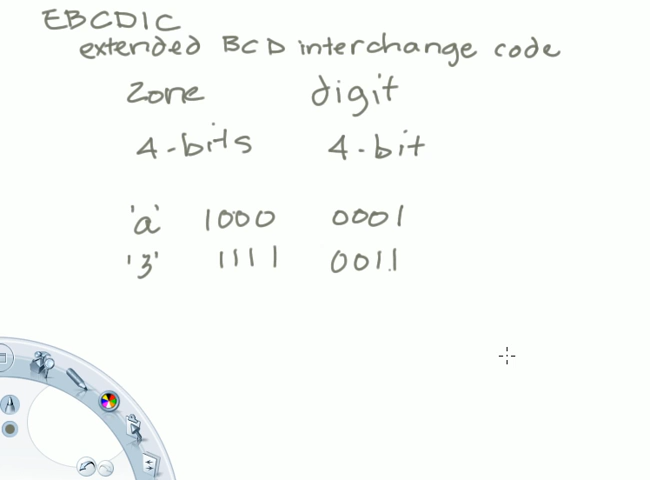 EBCDIC
extended BCD interchange code
zone digit
4-bits 4-bit
'a' 1000 0001
'3' 1111 0011